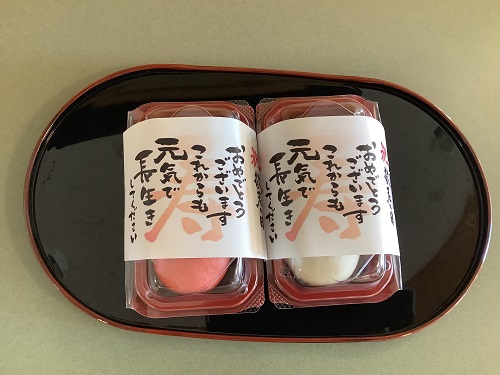 おめでとう
ございます
これからも
元気で
長生き
してください
寿
おめでとう
ございます
これからも
元気で
長生き
してください
寿